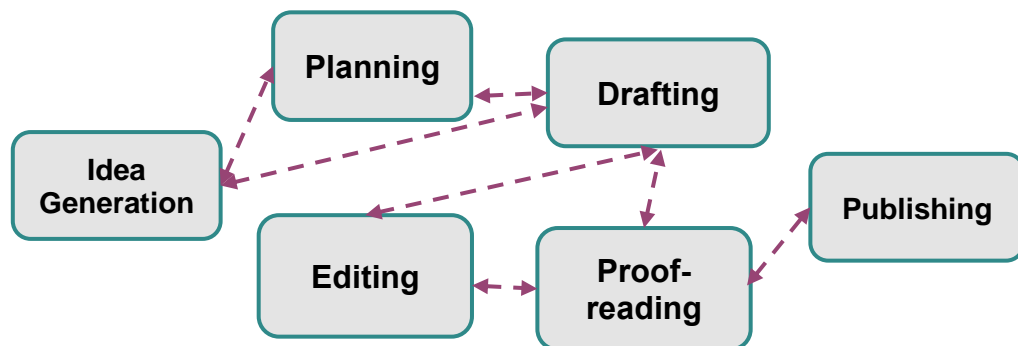 Planning
Drafting
Idea
Generation
Publishing
Editing
Proof-
reading